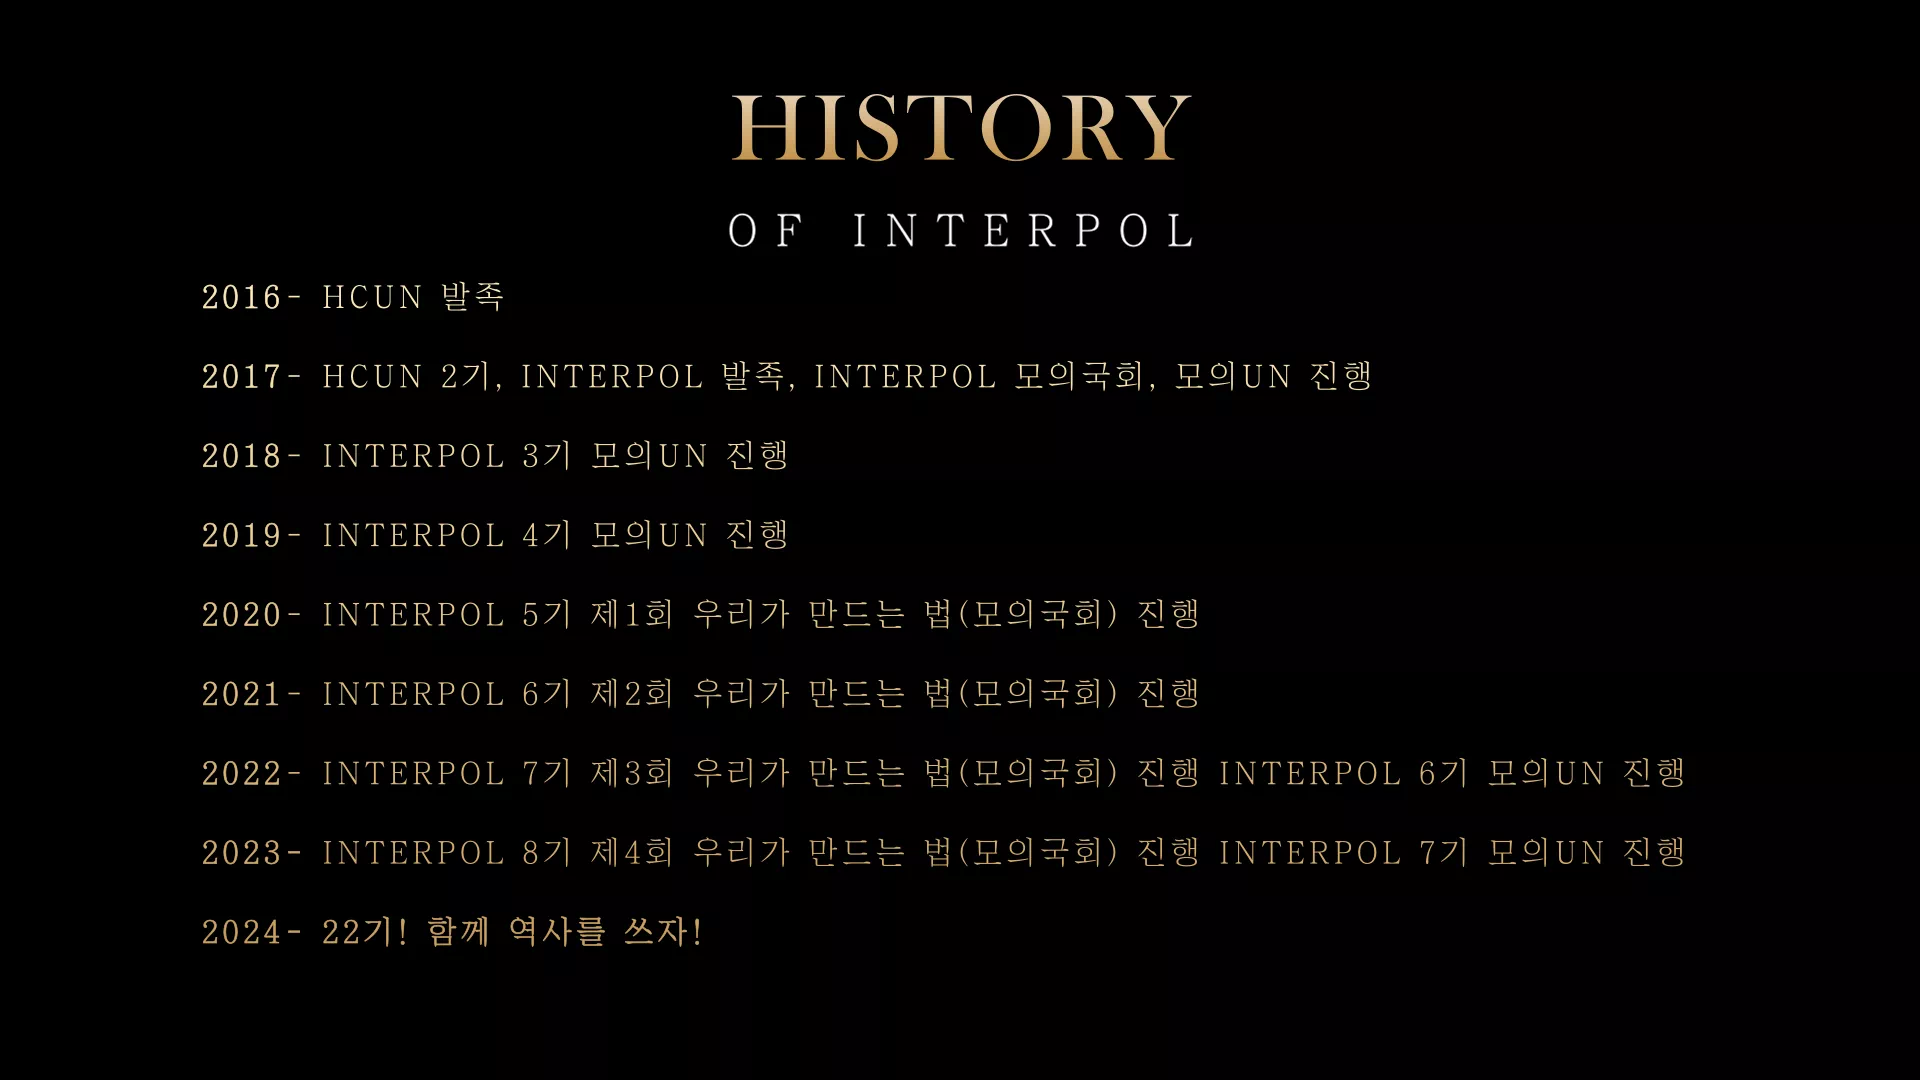 HISTORY
OF INTERPOL
2016- HCUN 발족
2017- HCUN 2기, INTERPOL 발족, INTERPOL 모의국회, 모의UN 진행
2018- INTERPOL 3기 모의UN 진행
2019- INTERPOL 4기 모의UN 진행
2020- INTERPOL 5기 제1회 우리가 만드는 법(모의국회) 진행
2021- INTERPOL 6기 제2회 우리가 만드는 법(모의국회) 진행
2022- INTERPOL 7기 제3회 우리가 만드는 법(모의국회) 진행 INTERPOL 6기 모의UN 진행
2023- INTERPOL 8기 제4회 우리가 만드는 법(모의국회) 진행 INTERPOL 7기 모의UN 진행
2024- 22기! 함께 역사를 쓰자!